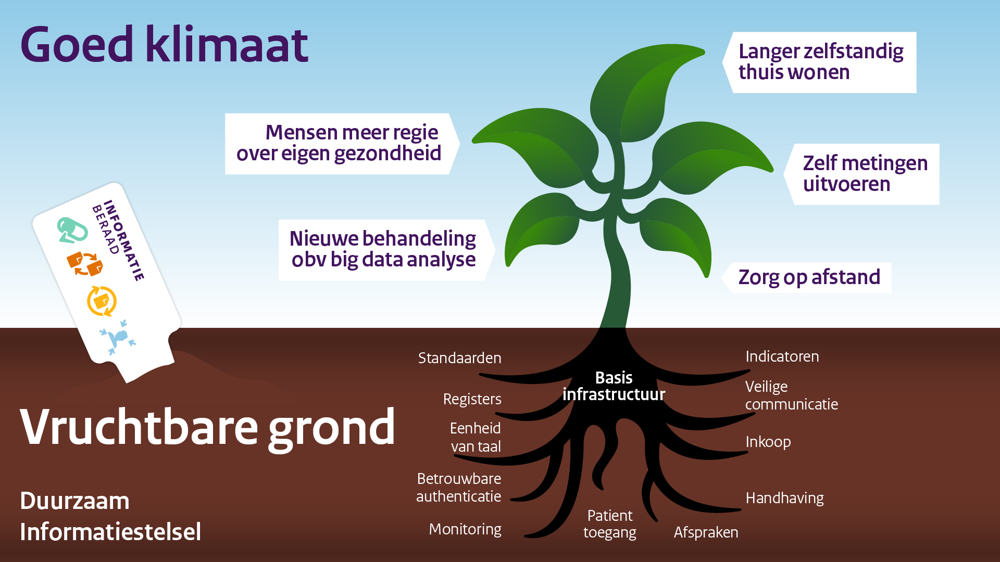 Goed klimaat
Langer zelfstandig
thuis wonen
Mensen meer regie
over eigen gezondheid
Zelf metingen
uitvoeren
Nieuwe behandeling
obv big data analyse
Zorg op afstand
INFORMATIE
BERAAD
Standaarden
Indicatoren
Basis
infrastructuur
Veilige
communicatie
Registers
Eenheid
van taal
Inkoop
Vruchtbare grond
Betrouwbare
authenticatie
Handhaving
Monitoring
Patient
toegang
Afspraken
Duurzaam
Informatiestelsel